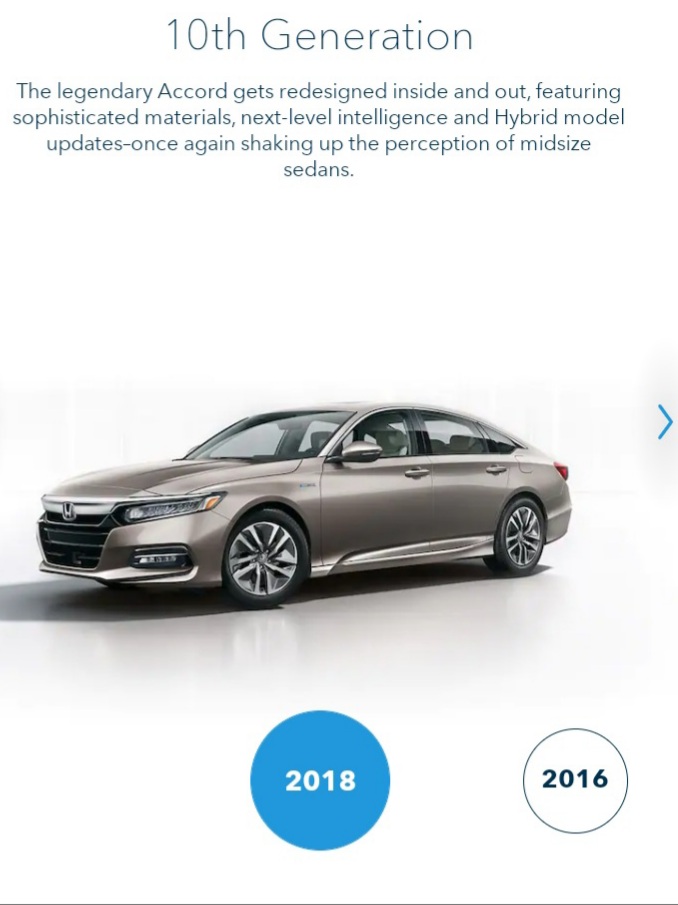 10th Generation
The legendary Accord gets redesigned inside and out, featuring
sophisticated materials, next-level intelligence and Hybrid model
updates–once again shaking up the perception of midsize
sedans.
2018
2016